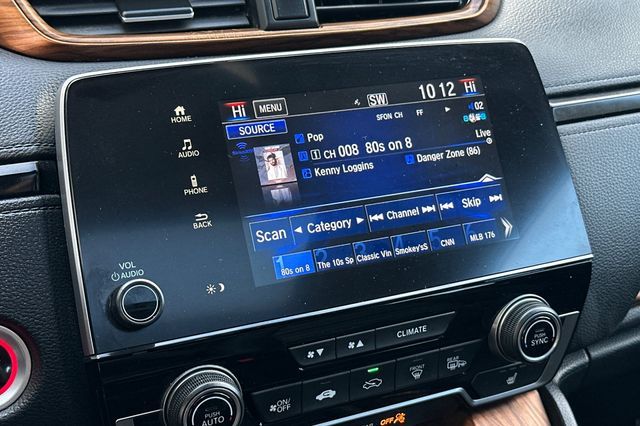 Hi MENU SW 10 12 Hi
SOURCE SFON CH FF 02
Pop Live
1 CH 008 80s on 8
Kenny Loggins Danger Zone (86)
Scan Category Channel Skip
1 80s on 8 The 10s Sp Classic Vin Smokey'sS CNN MLB 176
HOME
AUDIO
PHONE
BACK
VOL
AUDIO
CLIMATE
ON/OFF FRONT REAR
PUSH AUTO PUSH SYNC
OFF